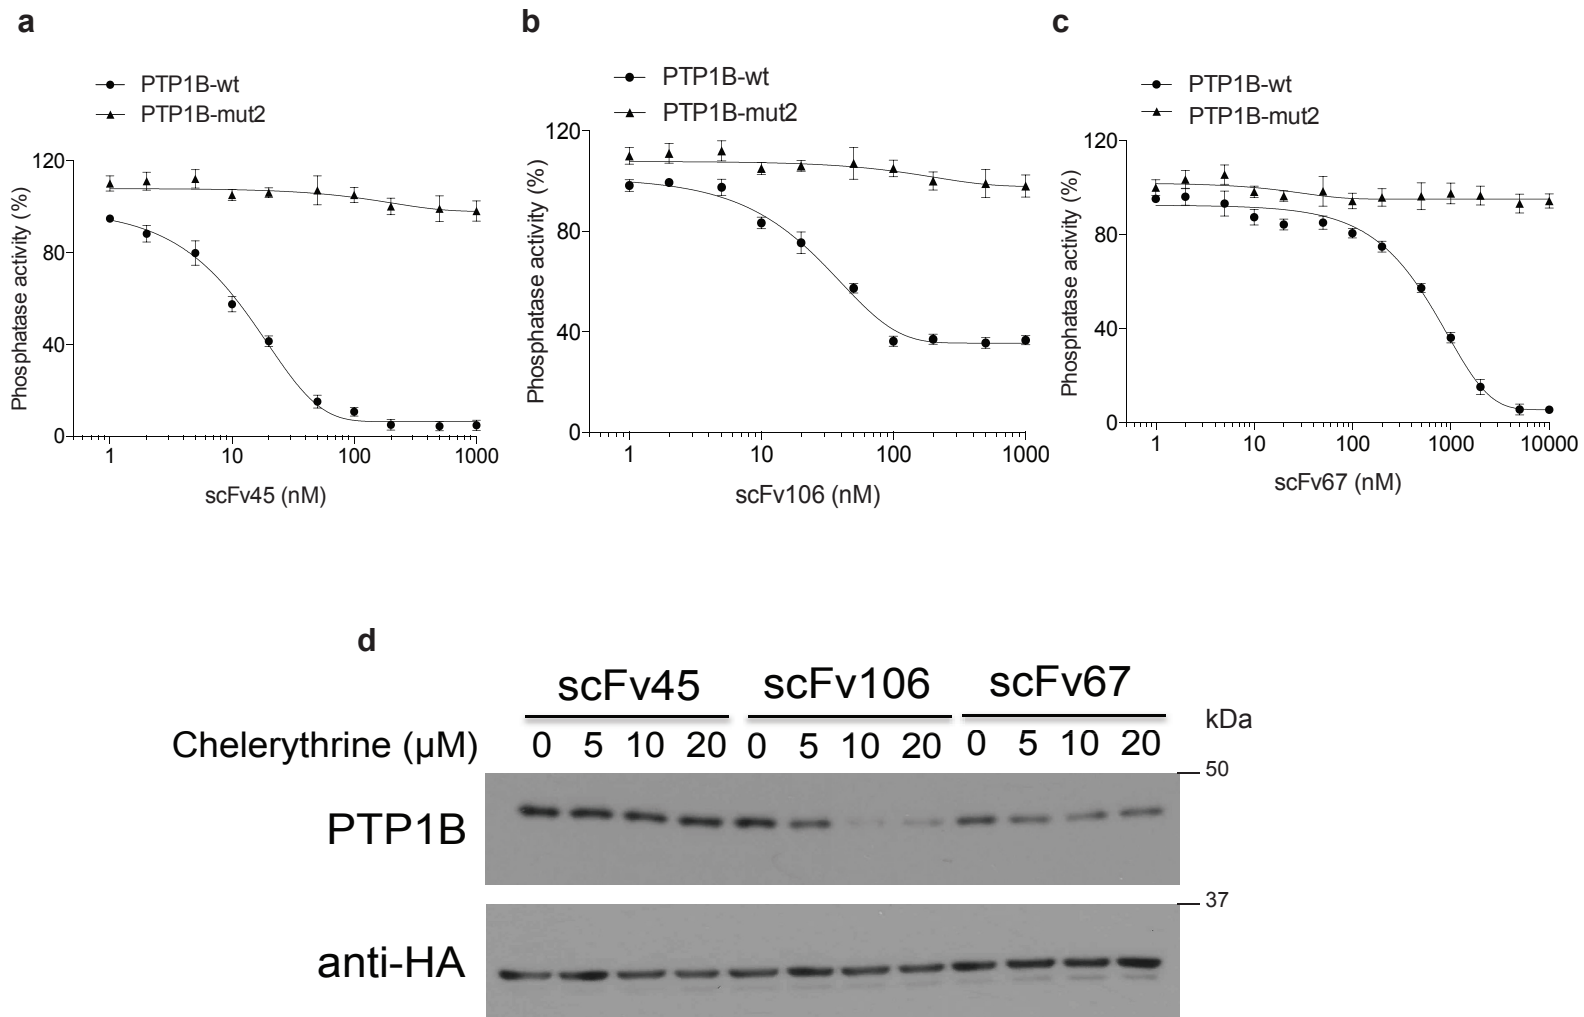 a
PTP1B-wt
PTP1B-mut2
120
80
40
0
Phosphatase activity (%)
1 10 100 1000
scFv45 (nM)
b
PTP1B-wt
PTP1B-mut2
120
80
40
0
Phosphatase activity (%)
1 10 100 1000
scFv106 (nM)
c
PTP1B-wt
PTP1B-mut2
120
80
40
0
Phosphatase activity (%)
1 10 100 1000 10000
scFv67 (nM)
d
scFv45 scFv106 scFv67
kDa
Chelerythrine (μM) 0 5 10 20 0 5 10 20 0 5 10 20
50
PTP1B
37
anti-HA